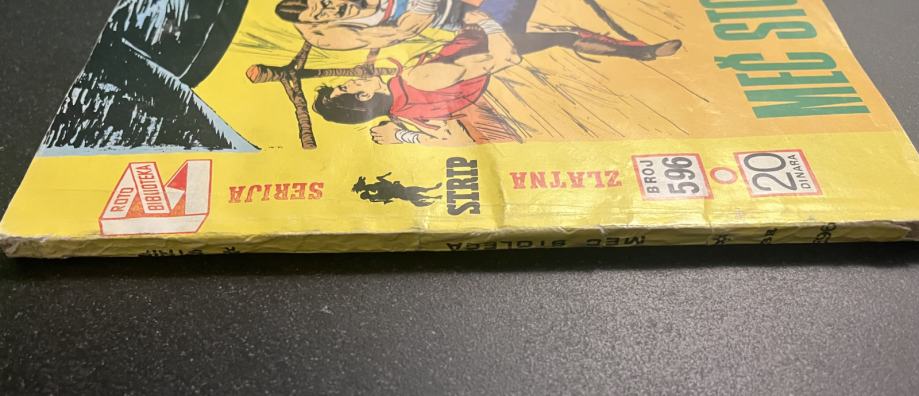 MEČ STO
ROTO
BIBLIOTEKA
SERIJA
STRIP
ZLATNA
BROJ
596
20
DINARA
MEČ STOLEĆA